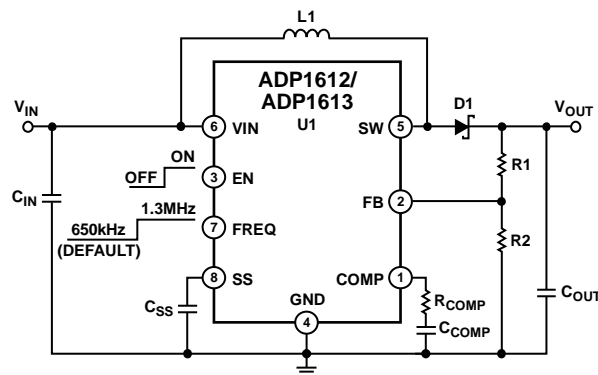 L1
ADP1612/
ADP1613
U1
VIN
VOUT
D1
6
VIN
SW
5
ON
OFF
3
EN
R1
CIN
1.3MHz
FB
2
650kHz
(DEFAULT)
7
FREQ
R2
8
SS
COMP
1
CSS
GND
4
RCOMP
CCOMP
COUT